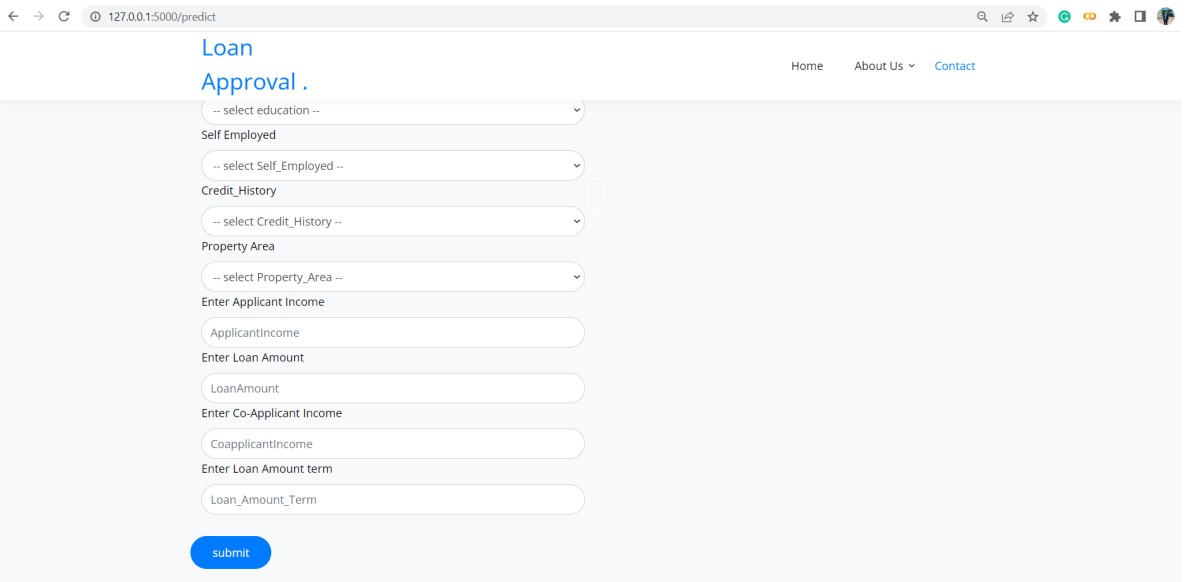 127.0.0.1:5000/predict
Loan
Approval .
Home
About Us
Contact
-- select education --
Self Employed
-- select Self_Employed --
Credit_History
-- select Credit_History --
Property Area
-- select Property_Area --
Enter Applicant Income
ApplicantIncome
Enter Loan Amount
LoanAmount
Enter Co-Applicant Income
CoapplicantIncome
Enter Loan Amount term
Loan_Amount_Term
submit